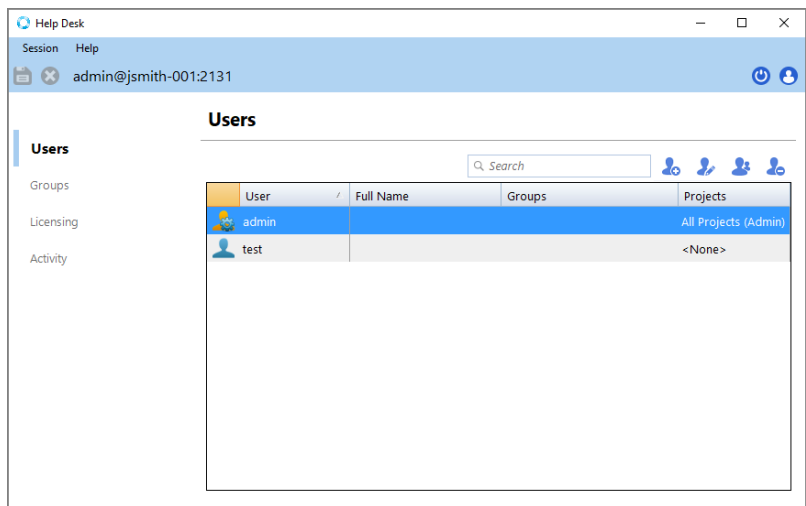 Help Desk
Session Help
admin@jsmith-001:2131
Users
Users
Groups
Licensing
Activity
Search
User Full Name Groups Projects
admin All Projects (Admin)
test <None>